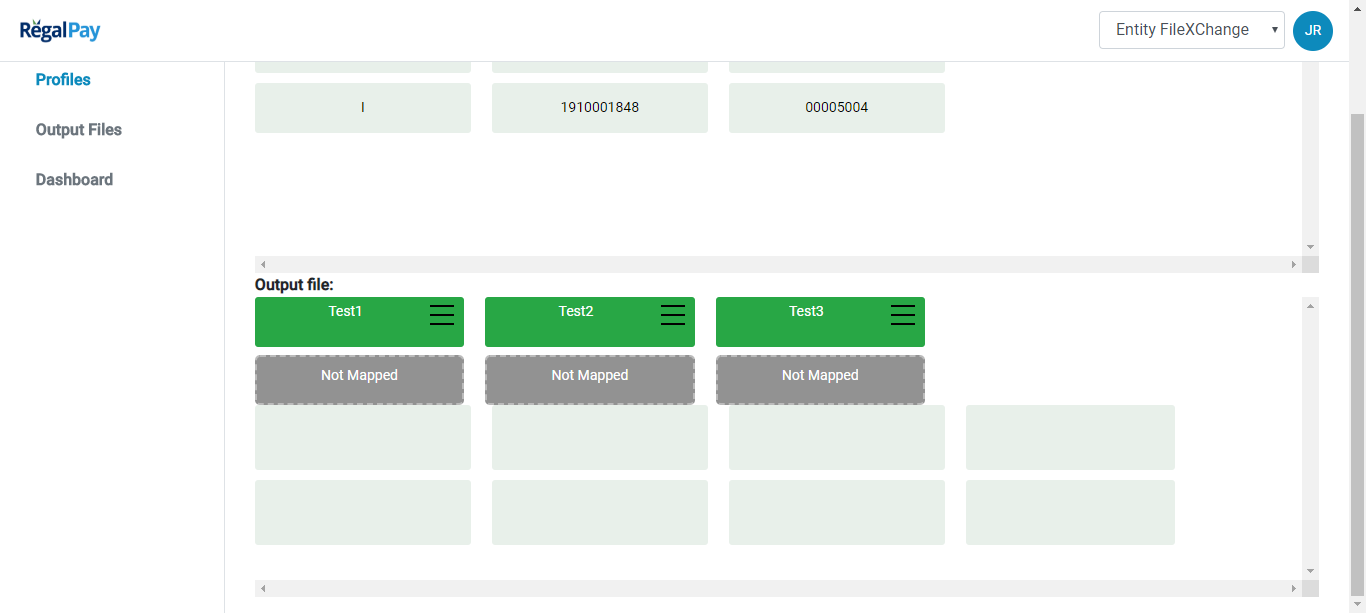 RegalPay
Entity FileXChange
JR
Profiles
Output Files
Dashboard
I 1910001848 00005004
Output file:
Test1 Test2 Test3
Not Mapped Not Mapped Not Mapped